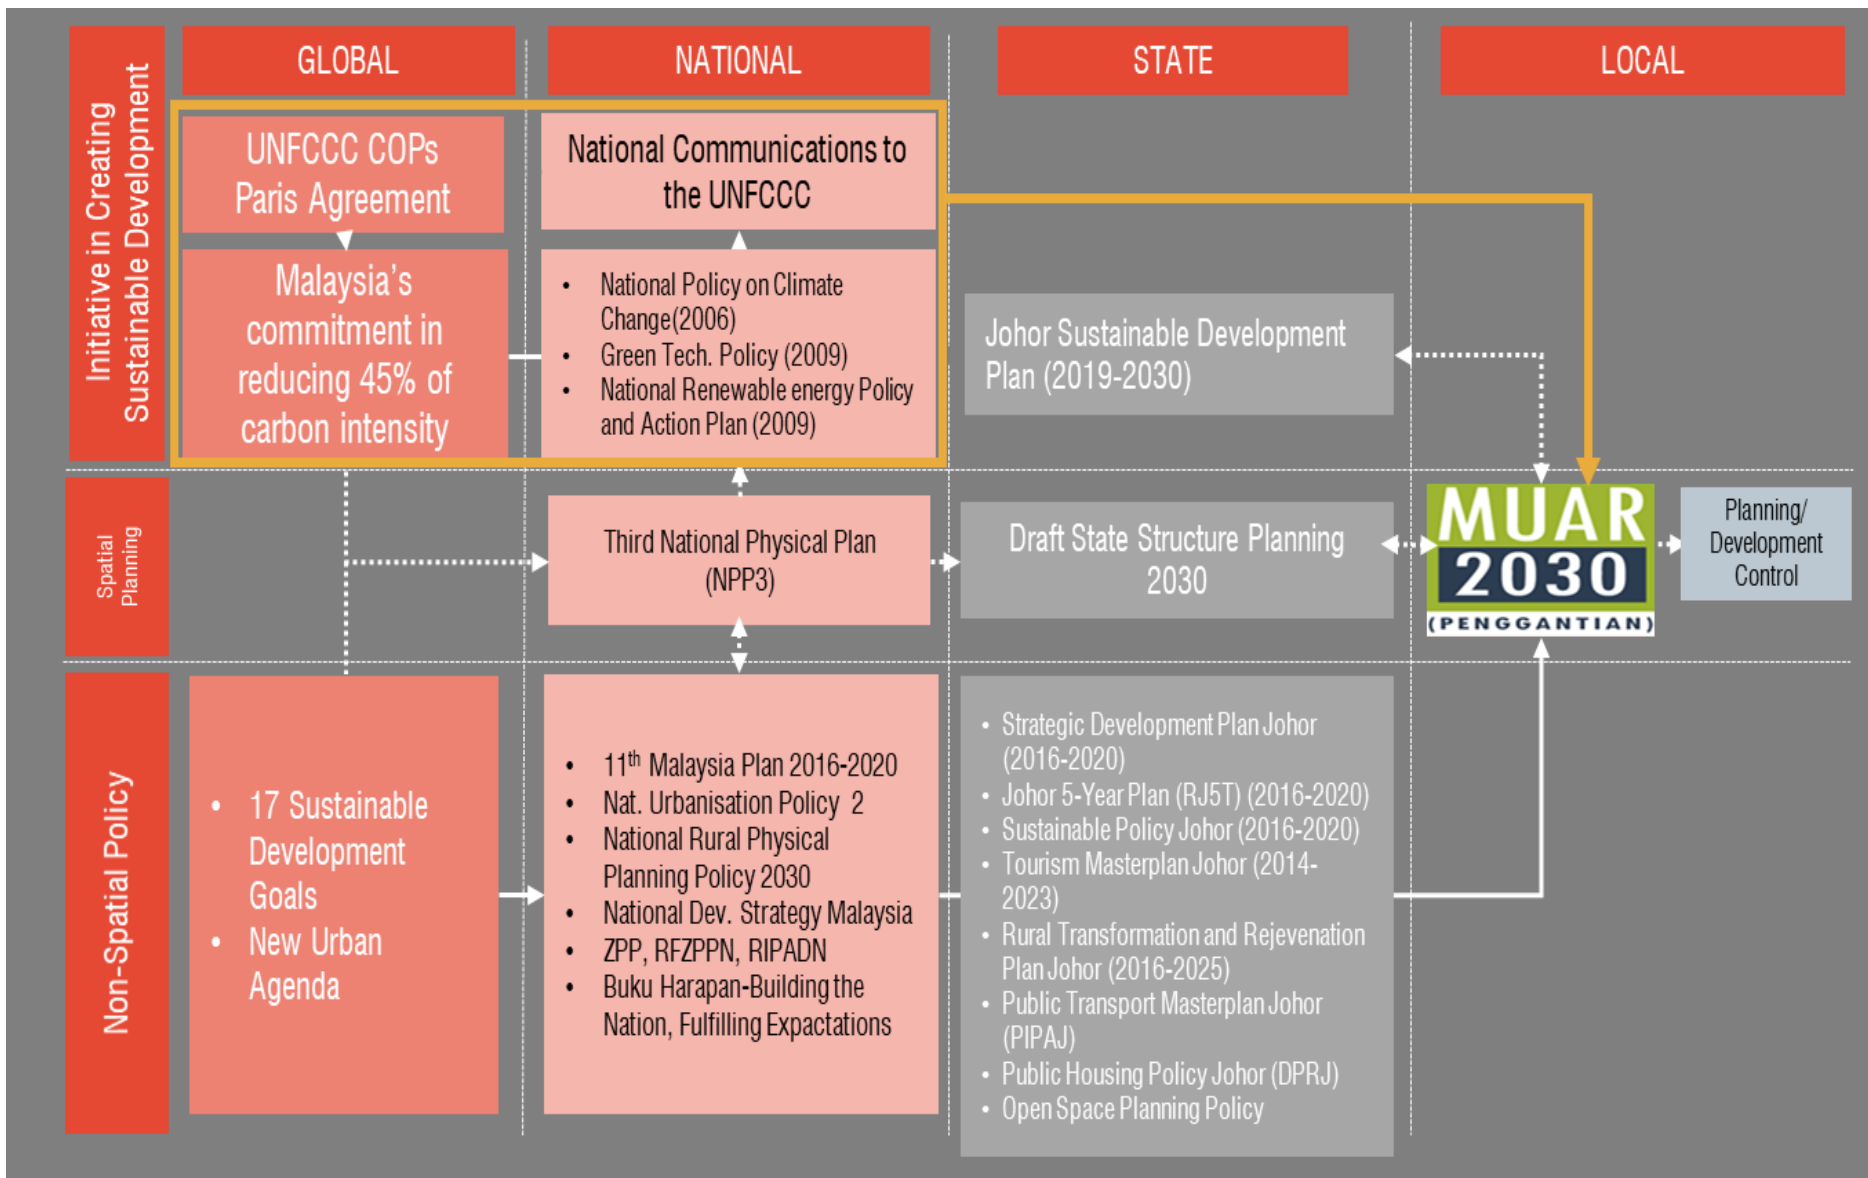 GLOBAL
NATIONAL
STATE
LOCAL
Initiative in Creating
Sustainable Development
UNFCCC COPs
Paris Agreement
Malaysia's
commitment in
reducing 45% of
carbon intensity
National Communications to
the UNFCCC
• National Policy on Climate
Change(2006)
• Green Tech. Policy (2009)
• National Renewable energy Policy
and Action Plan (2009)
Johor Sustainable Development
Plan (2019-2030)
Spatial
Planning
Third National Physical Plan
(NPP3)
Draft State Structure Planning
2030
MUAR
2030
(PENGGANTIAN)
Planning/
Development
Control
Non-Spatial Policy
• 17 Sustainable
Development
Goals
• New Urban
Agenda
• 11th Malaysia Plan 2016-2020
• Nat. Urbanisation Policy 2
• National Rural Physical
Planning Policy 2030
• National Dev. Strategy Malaysia
• ZPP, RFZPPN, RIPADN
• Buku Harapan-Building the
Nation, Fulfilling Expactations
• Strategic Development Plan Johor
(2016-2020)
• Johor 5-Year Plan (RJ5T) (2016-2020)
• Sustainable Policy Johor (2016-2020)
• Tourism Masterplan Johor (2014-
2023)
• Rural Transformation and Rejevenation
Plan Johor (2016-2025)
• Public Transport Masterplan Johor
(PIPAJ)
• Public Housing Policy Johor (DPRJ)
• Open Space Planning Policy